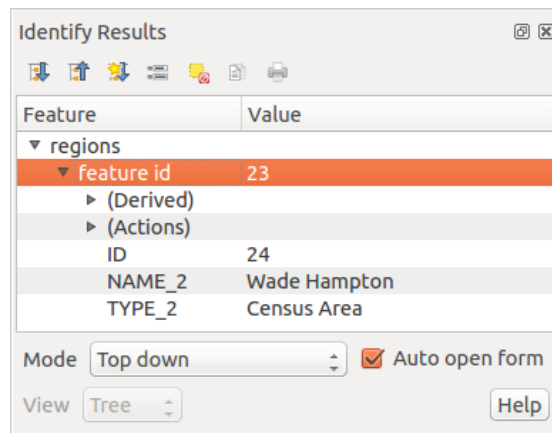 Identify Results
Feature Value
regions
feature id 23
(Derived)
(Actions)
ID 24
NAME_2 Wade Hampton
TYPE_2 Census Area
Mode Top down Auto open form
View Tree Help